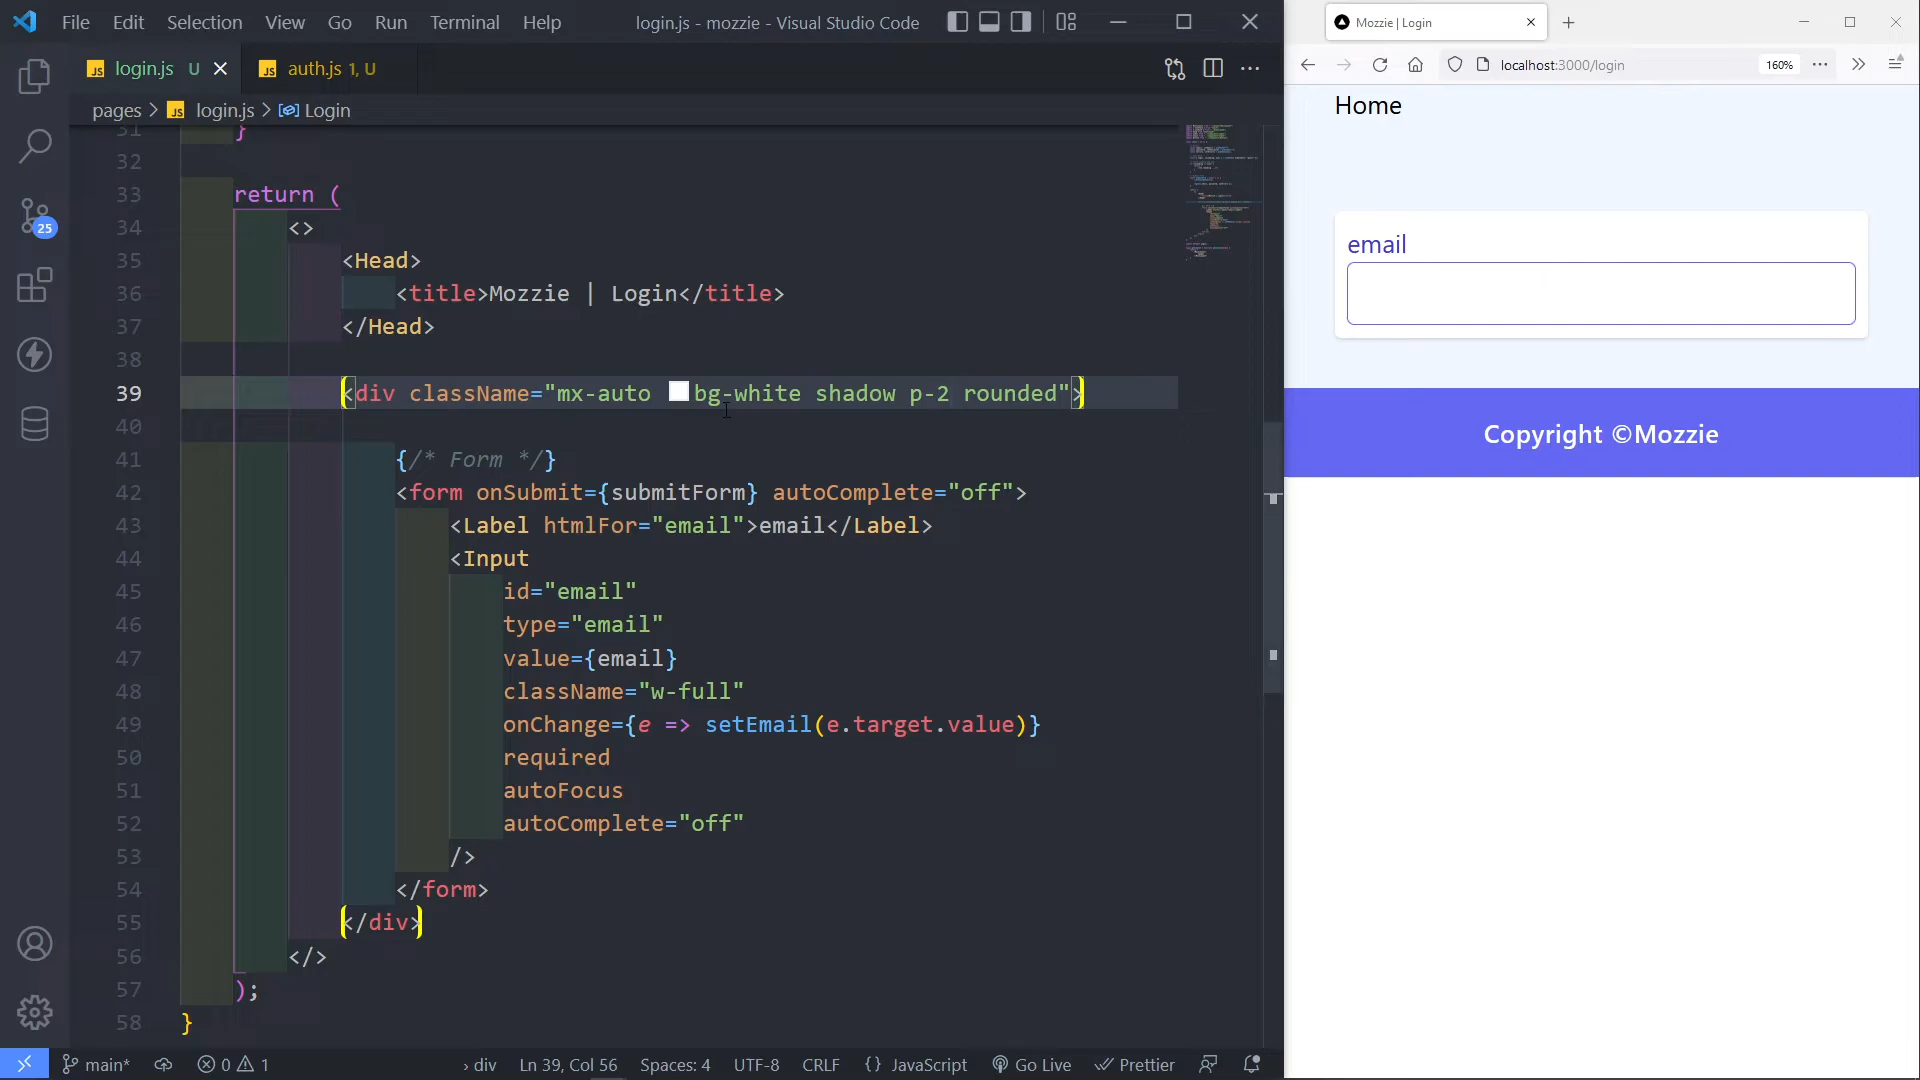 File Edit Selection View Go Run Terminal Help login.js - mozzie - Visual Studio Code
login.js U auth.js 1, U
pages > login.js > Login
31 }
32
33 return (
34 <>
35 <Head>
36 <title>Mozzie | Login</title>
37 </Head>
38
39 <div className="mx-auto bg-white shadow p-2 rounded">
40
41 {/* Form */}
42 <form onSubmit={submitForm} autoComplete="off">
43 <Label htmlFor="email">email</Label>
44 <Input
45 id="email"
46 type="email"
47 value={email}
48 className="w-full"
49 onChange={e => setEmail(e.target.value)}
50 required
51 autoFocus
52 autoComplete="off"
53 />
54 </form>
55 </div>
56 </>
57 );
58 }
25
main* 0 1 › div Ln 39, Col 56 Spaces: 4 UTF-8 CRLF {} JavaScript Go Live Prettier
Mozzie | Login
localhost:3000/login 160%
Home
email
Copyright ©Mozzie